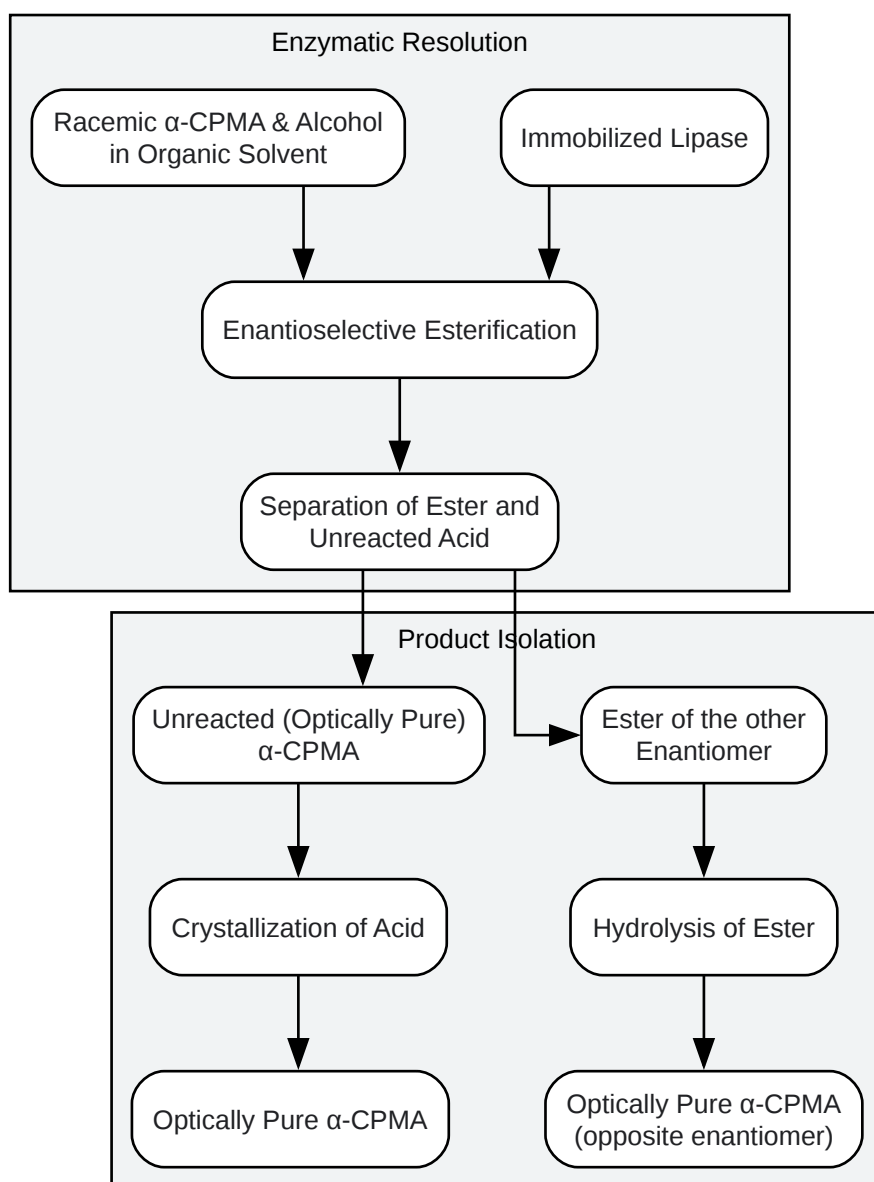 Enzymatic Resolution
Racemic α-CPMA & Alcohol
in Organic Solvent
Immobilized Lipase
Enantioselective Esterification
Separation of Ester and
Unreacted Acid
Product Isolation
Unreacted (Optically Pure)
α-CPMA
Ester of the other
Enantiomer
Crystallization of Acid
Hydrolysis of Ester
Optically Pure α-CPMA
Optically Pure α-CPMA
(opposite enantiomer)